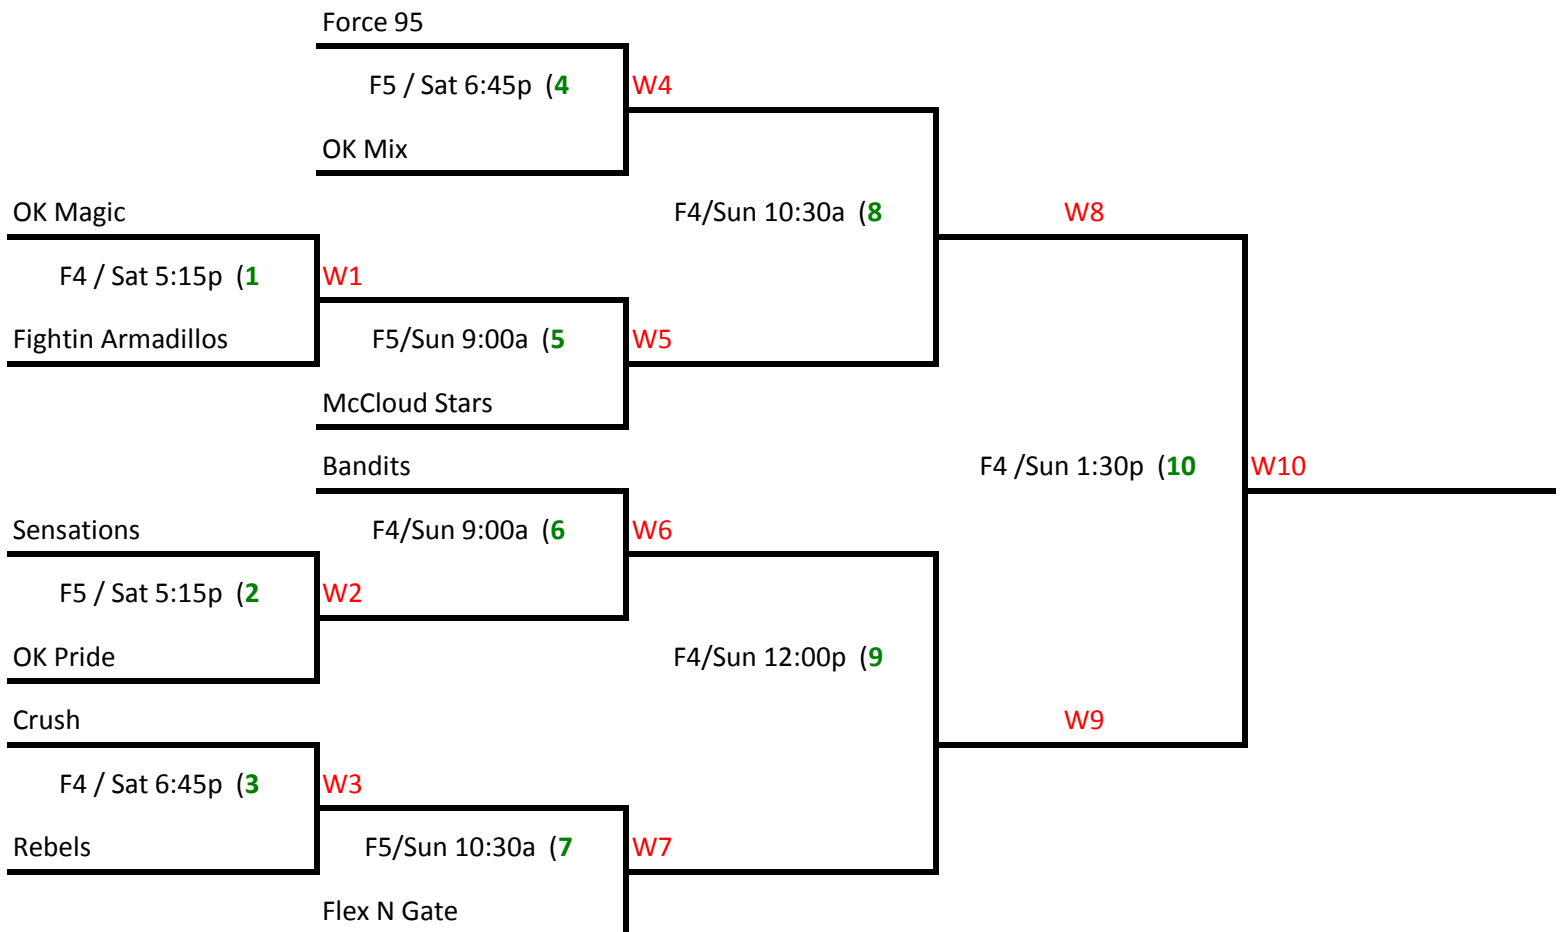 Force 95
F5 / Sat 6:45p (4
W4
OK Mix
OK Magic
F4/Sun 10:30a (8
W8
F4 / Sat 5:15p (1
W1
Fightin Armadillos
F5/Sun 9:00a (5
W5
McCloud Stars
Bandits
F4 /Sun 1:30p (10
W10
Sensations
F4/Sun 9:00a (6
W6
F5 / Sat 5:15p (2
W2
OK Pride
F4/Sun 12:00p (9
Crush
W9
F4 / Sat 6:45p (3
W3
Rebels
F5/Sun 10:30a (7
W7
Flex N Gate